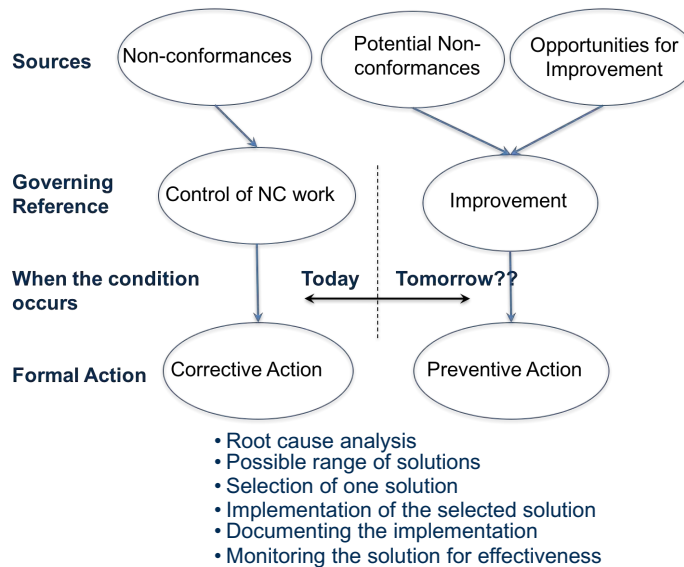 Sources
Non-conformances
Potential Non-
conformances
Opportunities for
Improvement
Governing
Reference
Control of NC work
Improvement
When the condition
occurs
Today
Tomorrow??
Formal Action
Corrective Action
Preventive Action
• Root cause analysis
• Possible range of solutions
• Selection of one solution
• Implementation of the selected solution
• Documenting the implementation
• Monitoring the solution for effectiveness